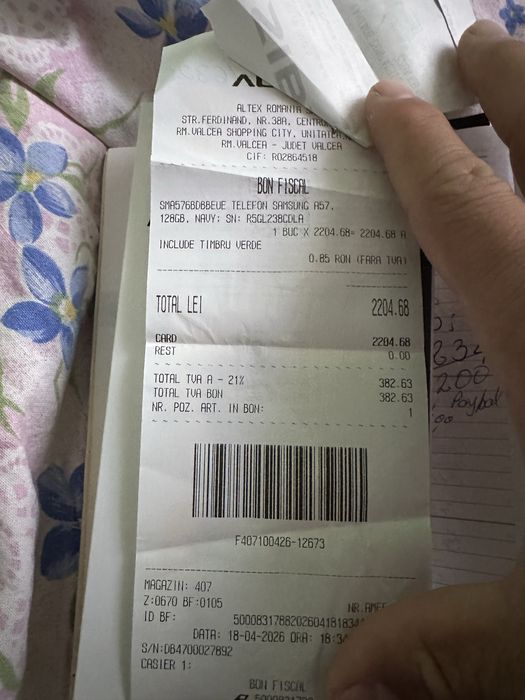 ALTEX ROMANIA
STR.FERDINAND, NR.38A,
RM.VALCEA SHOPPING CITY,
RM.VALCEA - JUDET VALCEA
CIF: RO2864518
BON FISCAL
SMA576BDBBEUE TELEFON SAMSUNG A57,
128GB, NAVY; SN: R5GL238CDLA
1 BUC X 2204.68= 2204.68 A
INCLUDE TIMBRU VERDE
0.85 RON (FARA TVA)
TOTAL LEI 2204.68
CARD 2204.68
REST 0.00
TOTAL TVA A - 21% 382.63
TOTAL TVA BON 382.63
NR. POZ. ART. IN BON: 1
F407100426-12673
MAGAZIN: 407
Z:0670 BF:0105
ID BF:
DATA: 18-04-2026 ORA:
S/N:DB4700027892
CASIER 1:
BON FISCAL
200